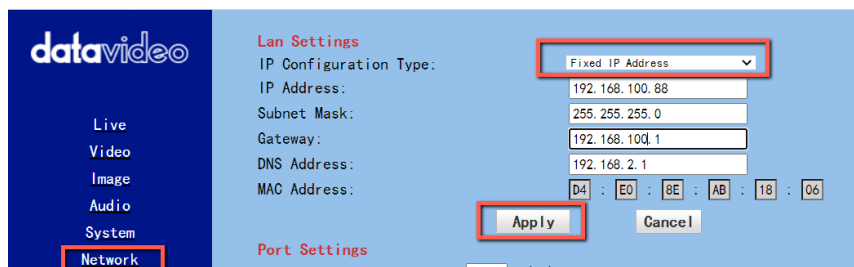 datavideo
Live
Video
Image
Audio
System
Network
Lan Settings
IP Configuration Type: Fixed IP Address
IP Address: 192.168.100.88
Subnet Mask: 255.255.255.0
Gateway: 192.168.100.1
DNS Address: 192.168.2.1
MAC Address: D4 : E0 : 8E : AB : 18 : 06
Apply Cancel
Port Settings